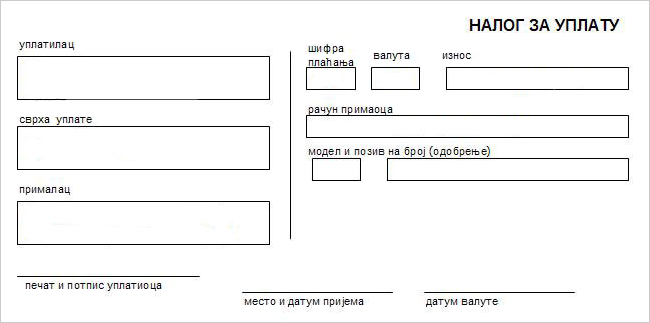 НАЛОГ ЗА УПЛАТУ
уплатилац
сврха уплате
прималац
шифра
плаћања
валута
износ
рачун примаоца
модел и позив на број (одобрење)
печат и потпис уплатиоца
место и датум пријема
датум валуте